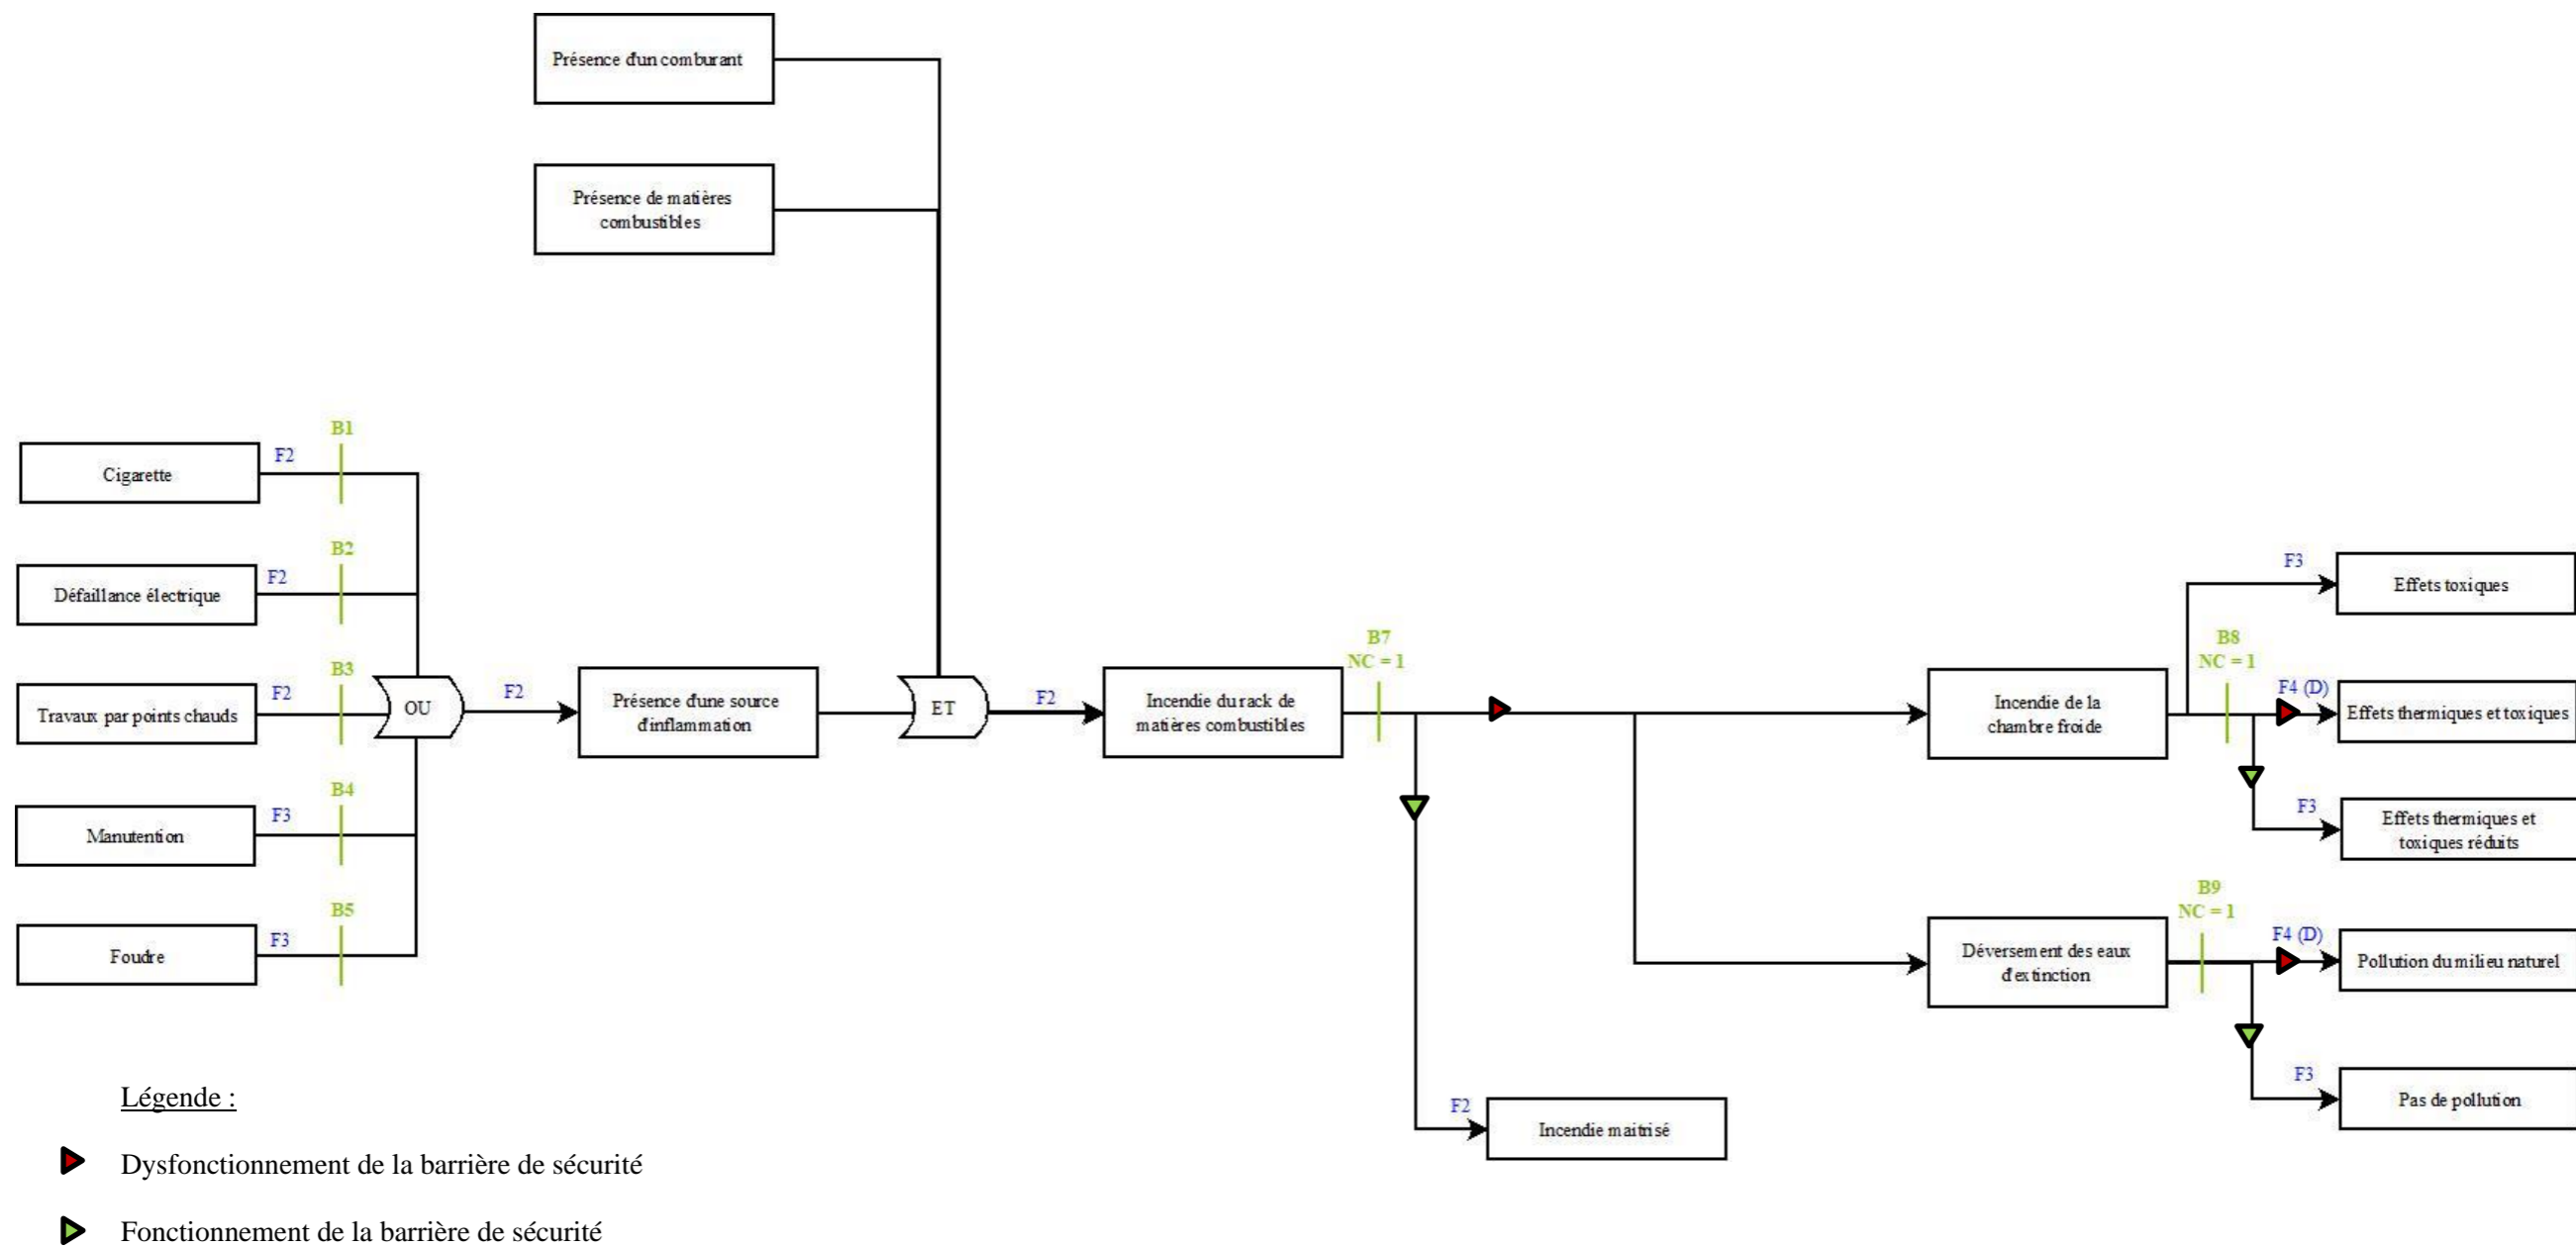 Présence d'un comburant
Présence de matières
combustibles
B1
F2
Cigarette
B2
F2
Défaillance électrique
B3
F2
Travaux par points chauds
OU
F2
Présence d'une source
d'inflammation
ET
F2
Incendie du rack de
matières combustibles
B7
NC = 1
Incendie de la
chambre froide
F3
Effets toxiques
B8
NC = 1
F4 (D)
Effets thermiques et toxiques
F3
Effets thermiques et
toxiques réduits
B4
F3
Manutention
B5
F3
Foudre
Déversement des eaux
d'extinction
B9
NC = 1
F4 (D)
Pollution du milieu naturel
F3
Pas de pollution
F2
Incendie maitrisé
Légende :
Dysfonctionnement de la barrière de sécurité
Fonctionnement de la barrière de sécurité